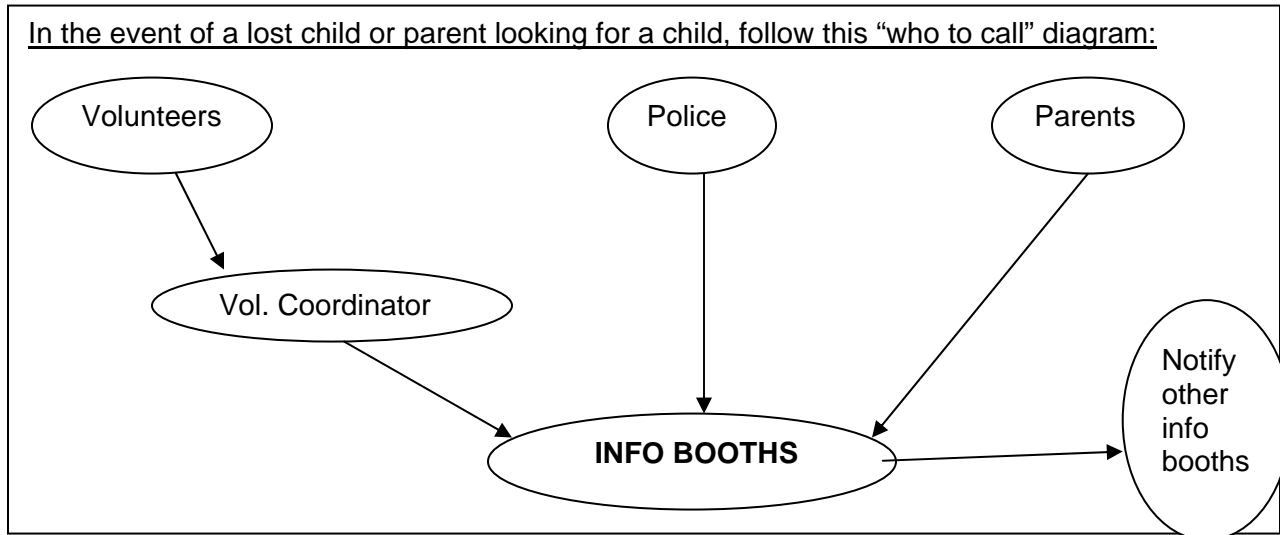 In the event of a lost child or parent looking for a child, follow this “who to call” diagram:
Volunteers
Police
Parents
Vol. Coordinator
INFO BOOTHS
Notify
other
info
booths